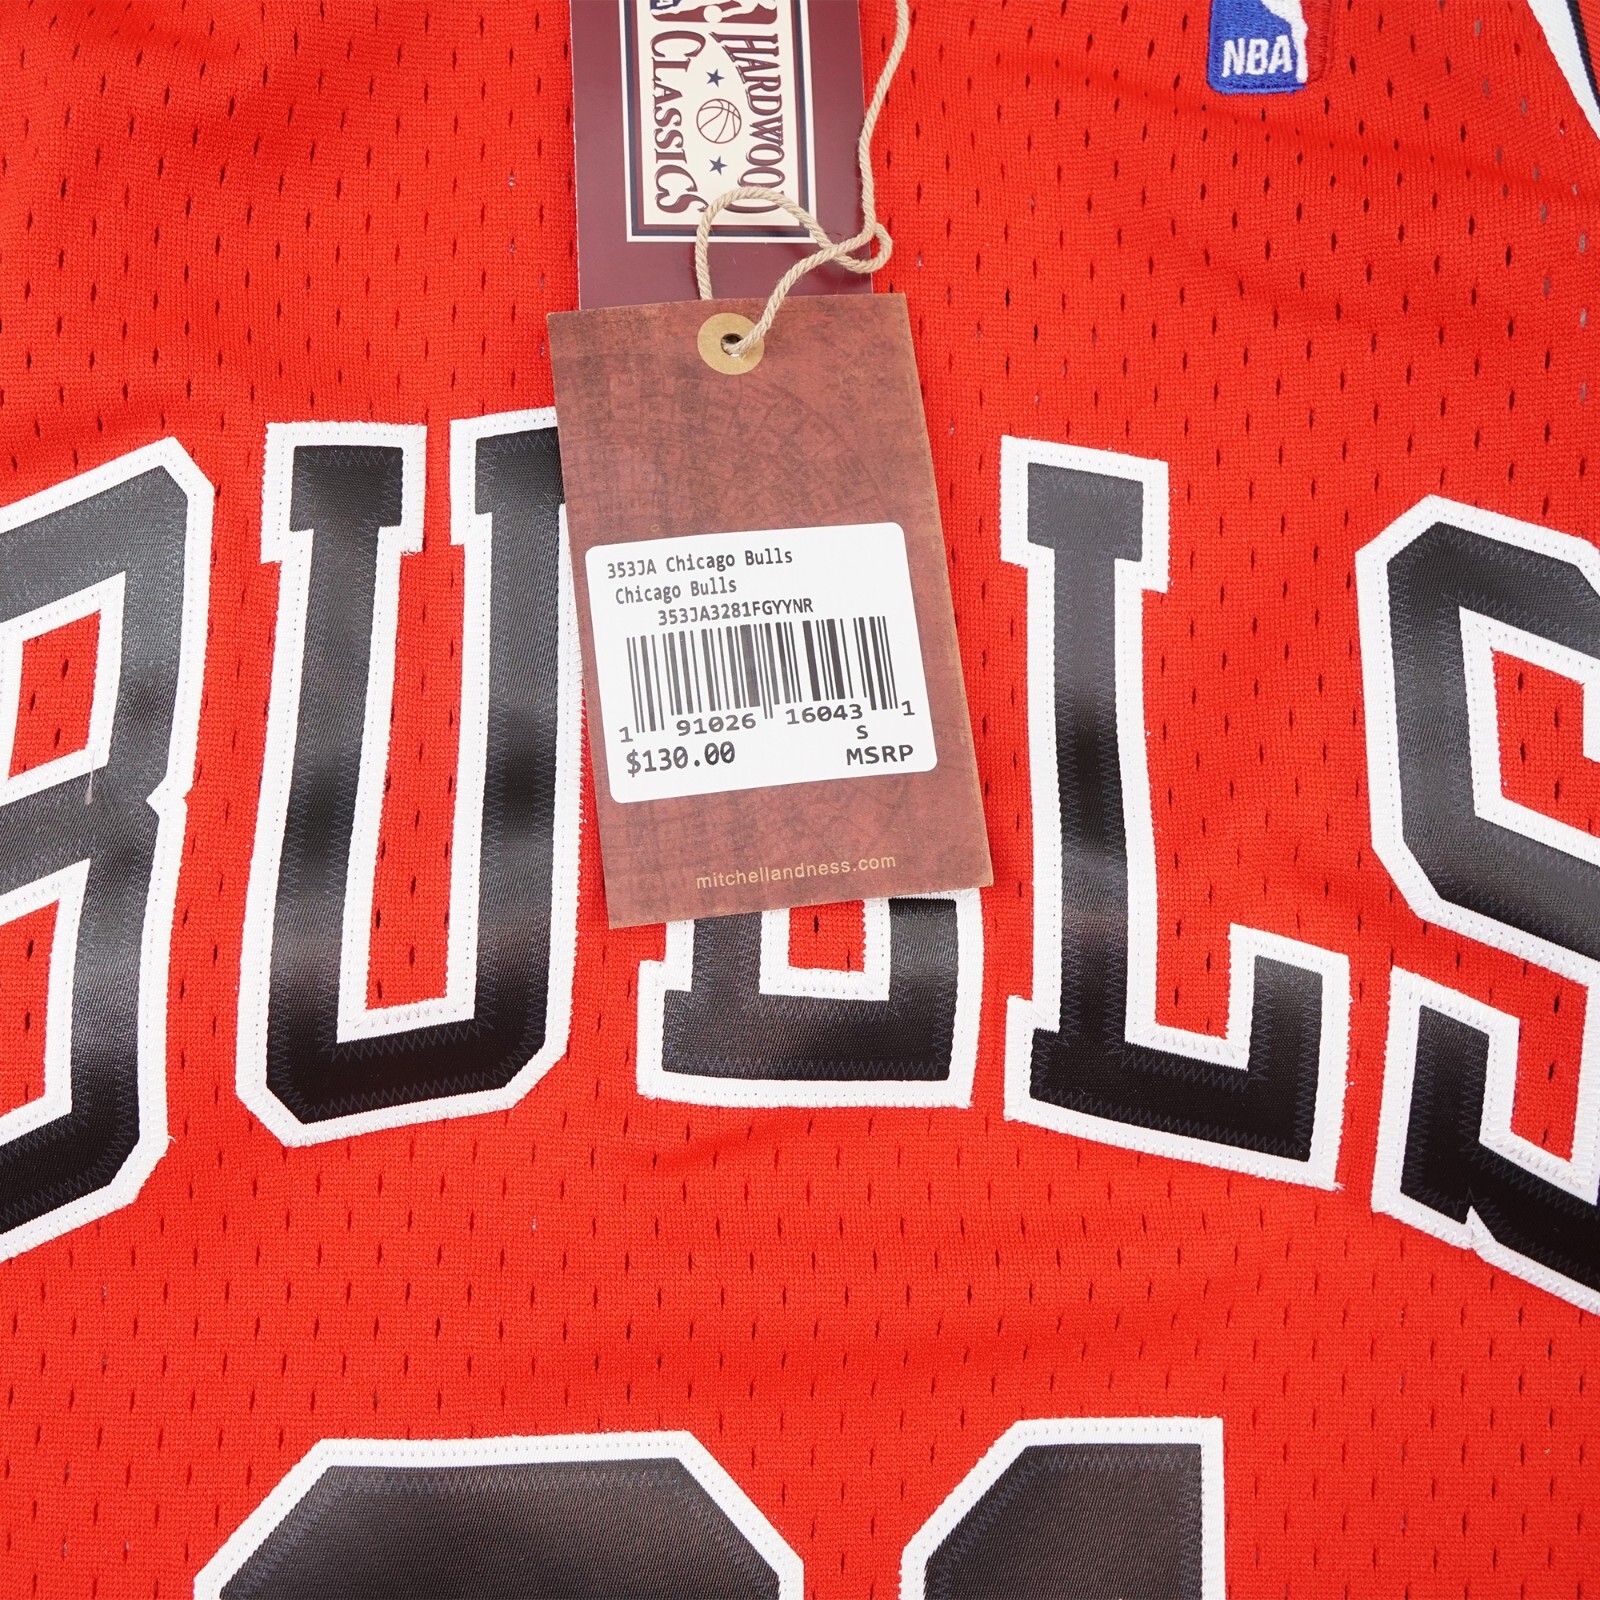 HARDWOOD
CLASSICS
NBA
BULLS
353JA Chicago Bulls
Chicago Bulls
353JA3281FGYYNR
1 91026 16043 1
S
$130.00 MSRP
mitchellandness.com